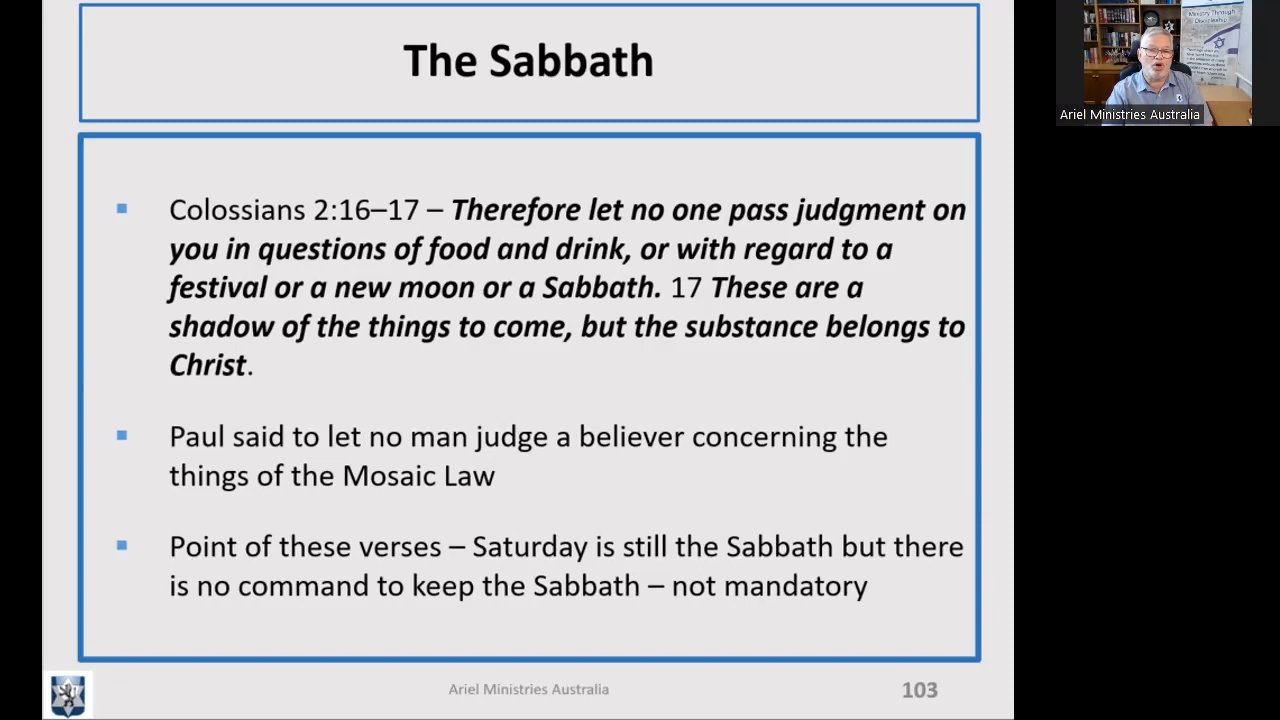 The Sabbath
▪ Colossians 2:16–17 – Therefore let no one pass judgment on
you in questions of food and drink, or with regard to a
festival or a new moon or a Sabbath. 17 These are a
shadow of the things to come, but the substance belongs to
Christ.
▪ Paul said to let no man judge a believer concerning the
things of the Mosaic Law
▪ Point of these verses – Saturday is still the Sabbath but there
is no command to keep the Sabbath – not mandatory
Ariel Ministries Australia
103
Ministry Through
Discipleship
Ariel Ministries Australia